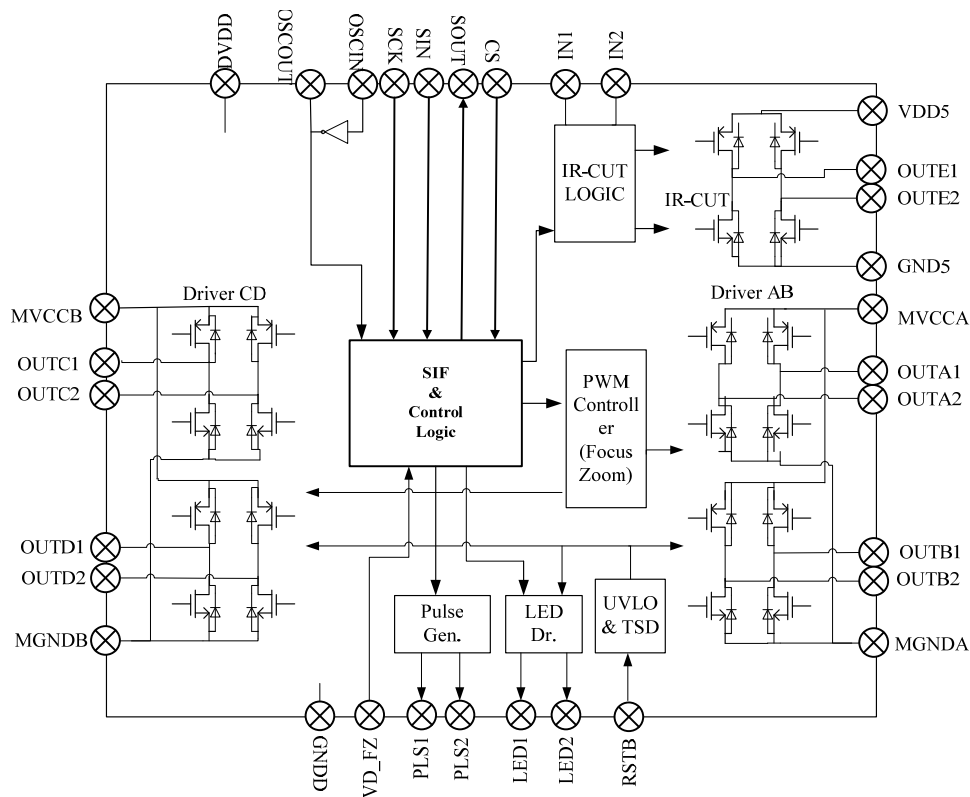 DVDD
OSCOUT
OSCIN
SCK
SIN
SOUT
CS
IN1
IN2
VDD5
OUTE1
OUTE2
GND5
IR-CUT
LOGIC
IR-CUT
Driver CD
Driver AB
MVCCB
OUTC1
OUTC2
OUTD1
OUTD2
MGNDB
MVCCA
OUTA1
OUTA2
OUTB1
OUTB2
MGNDA
SIF
&
Control
Logic
PWM
Controll
er
(Focus
Zoom)
Pulse
Gen.
LED
Dr.
UVLO
& TSD
GNDD
VD_FZ
PLS1
PLS2
LED1
LED2
RSTB